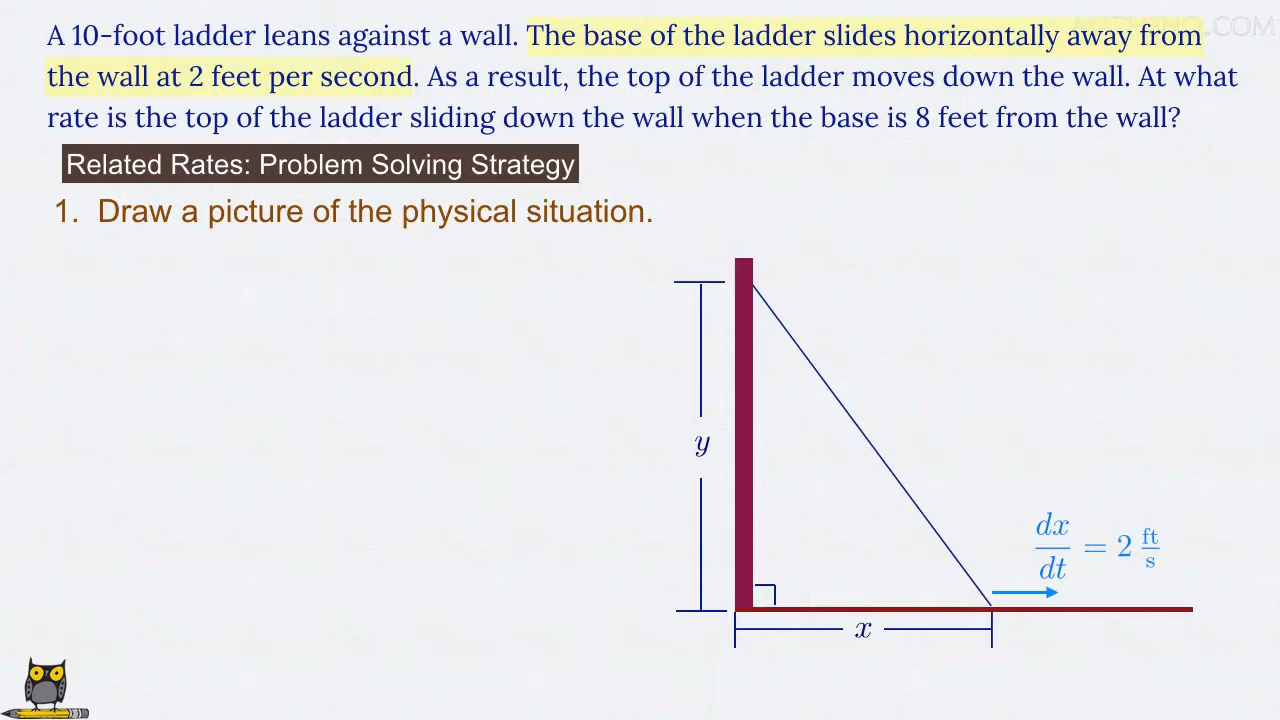 A 10-foot ladder leans against a wall. The base of the ladder slides horizontally away from
the wall at 2 feet per second. As a result, the top of the ladder moves down the wall. At what
rate is the top of the ladder sliding down the wall when the base is 8 feet from the wall?
Related Rates: Problem Solving Strategy
1. Draw a picture of the physical situation.
y
dx/dt = 2 ft/s
x